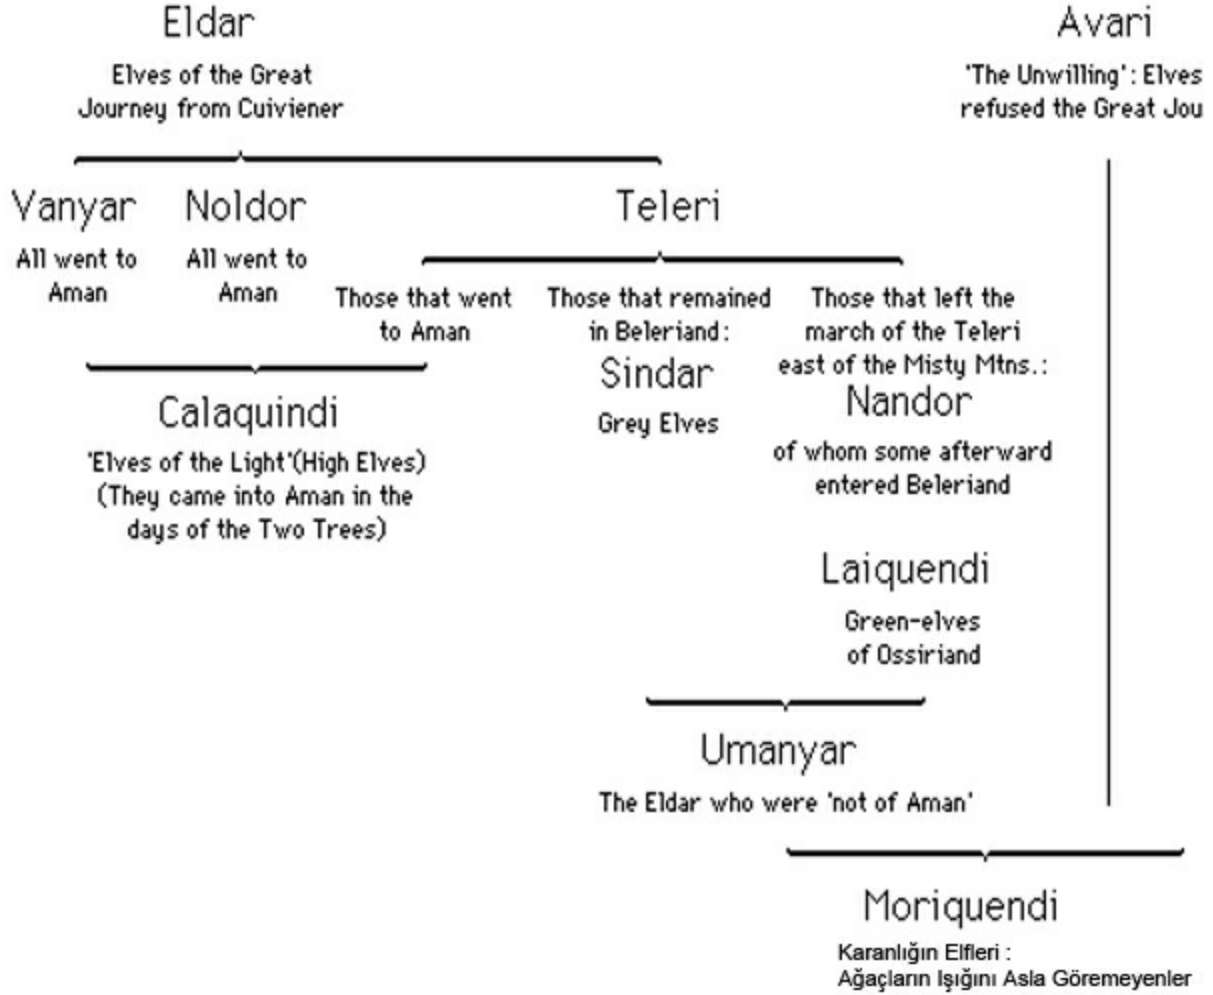 Eldar
Elves of the Great
Journey from Cuiviener
Avari
'The Unwilling': Elves
refused the Great Jou
Vanyar
All went to
Aman
Noldor
All went to
Aman
Teleri
Those that went
to Aman
Those that remained
in Beleriand:
Sindar
Grey Elves
Those that left the
march of the Teleri
east of the Misty Mtns.:
Nandor
of whom some afterward
entered Beleriand
Calaquindi
'Elves of the Light'(High Elves)
(They came into Aman in the
days of the Two Trees)
Laiquendi
Green-elves
of Ossiriand
Umanyar
The Eldar who were 'not of Aman'
Moriquendi
Karanlığın Elfleri :
Ağaçların Işığını Asla Göremeyenler